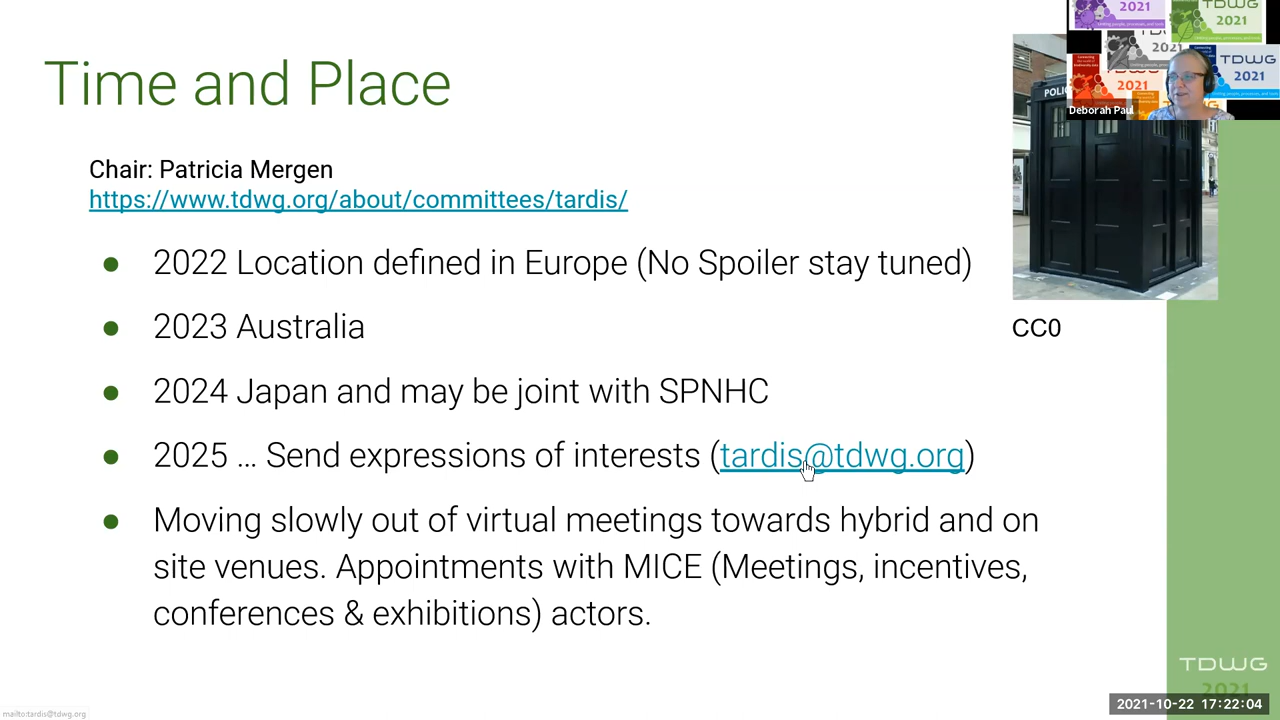 Time and Place
Chair: Patricia Mergen
https://www.tdwg.org/about/committees/tardis/
● 2022 Location defined in Europe (No Spoiler stay tuned)
● 2023 Australia
● 2024 Japan and may be joint with SPNHC
● 2025 … Send expressions of interests (tardis@tdwg.org)
● Moving slowly out of virtual meetings towards hybrid and on
site venues. Appointments with MICE (Meetings, incentives,
conferences & exhibitions) actors.
2021
TDWG
2021
2021
TDWG
2021
2021
Deborah Paul
CC0
TDWG
2021
2021-10-22 17:22:04
mailto:tardis@tdwg.org